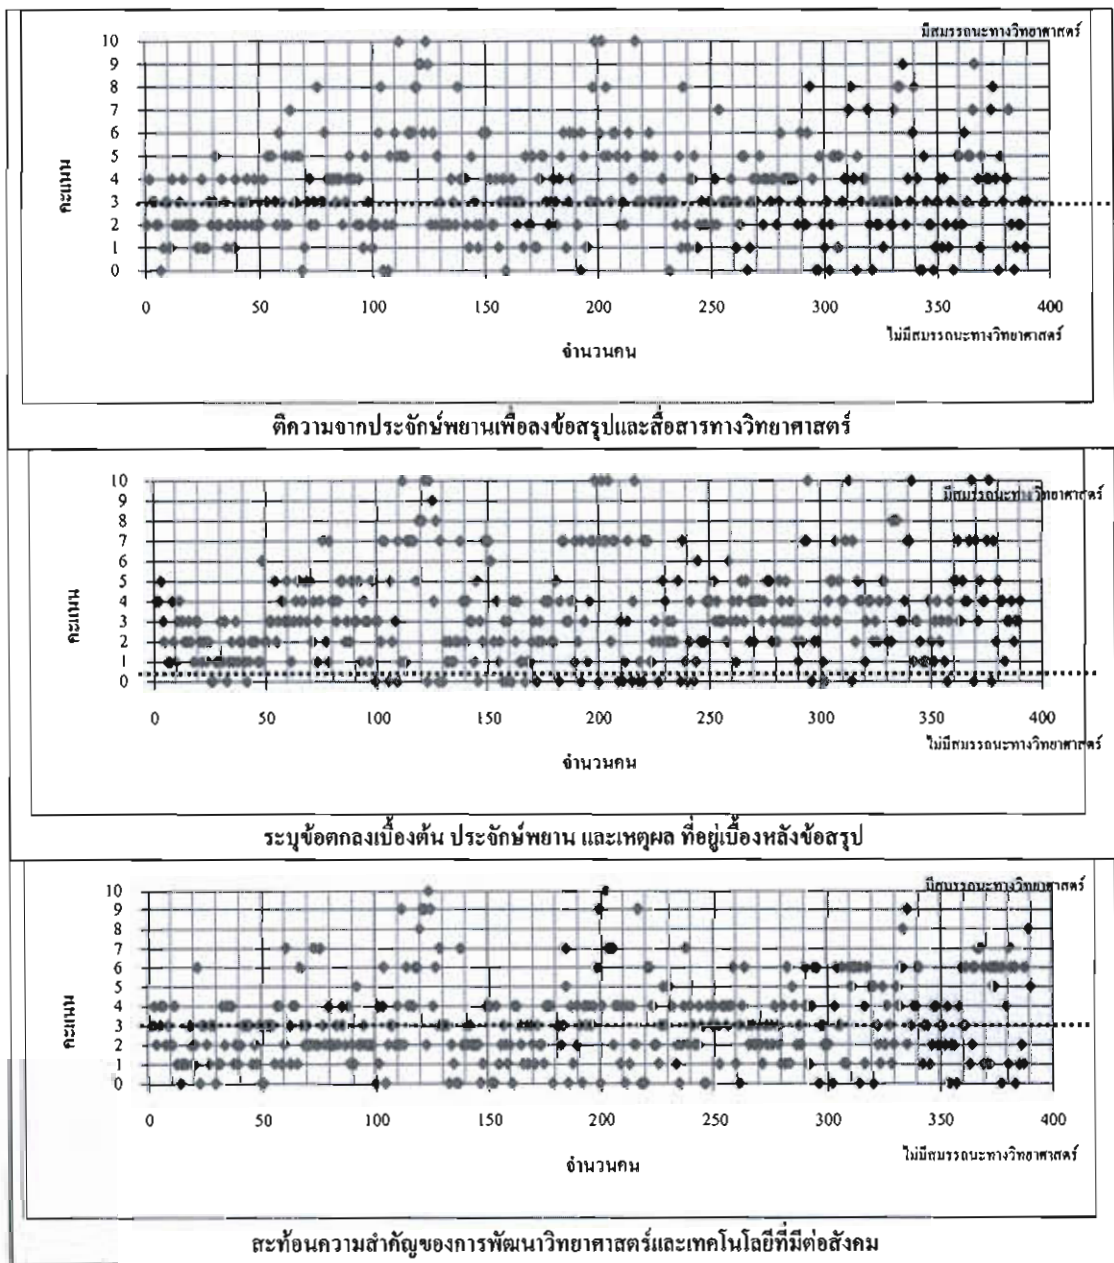 มีสมรรถนะทางวิทยาศาสตร์
10
9
8
7
6
5
4
3
2
1
0
คะแนน
0 50 100 150 200 250 300 350 400
ไม่มีสมรรถนะทางวิทยาศาสตร์
จำนวนคน
ตีความจากประจักษ์พยานเพื่อลงข้อสรุปและสื่อสารทางวิทยาศาสตร์
10
มีสมรรถนะทางวิทยาศาสตร์
9
8
7
6
5
4
3
2
1
0
คะแนน
0 50 100 150 200 250 300 350 400
ไม่มีสมรรถนะทางวิทยาศาสตร์
จำนวนคน
ระบุข้อตกลงเบื้องต้น ประจักษ์พยาน และเหตุผล ที่อยู่เบื้องหลังข้อสรุป
มีสมรรถนะทางวิทยาศาสตร์
10
9
8
7
6
5
4
3
2
1
0
คะแนน
0 50 100 150 200 250 300 350 400
ไม่มีสมรรถนะทางวิทยาศาสตร์
จำนวนคน
สะท้อนความสำคัญของการพัฒนาวิทยาศาสตร์และเทคโนโลยีที่มีต่อสังคม